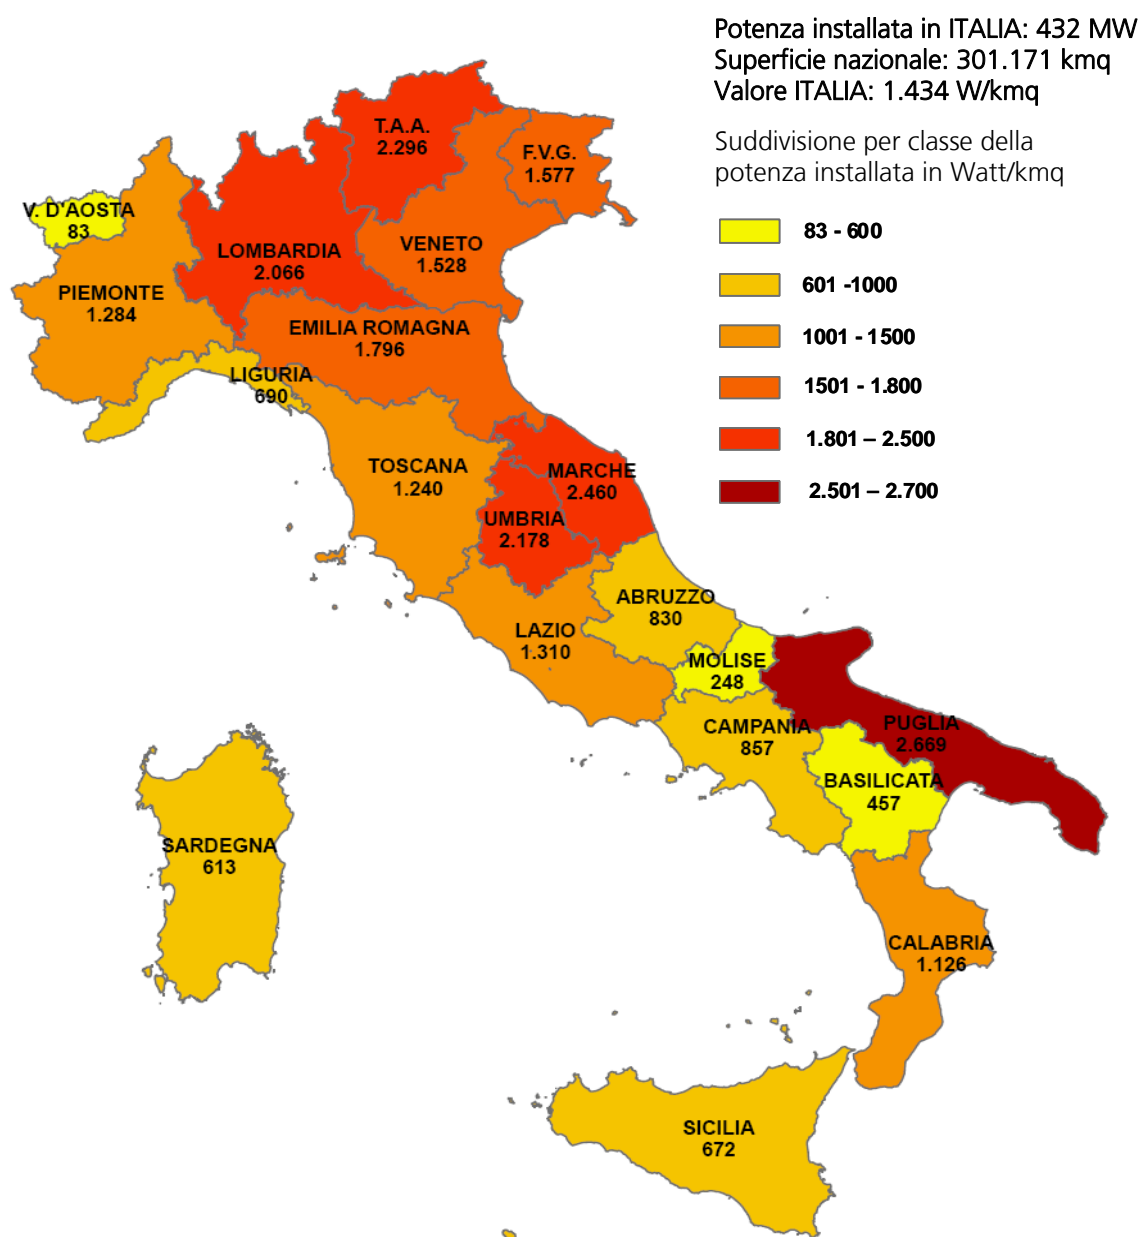 Potenza installata in ITALIA: 432 MW
Superficie nazionale: 301.171 kmq
Valore ITALIA: 1.434 W/kmq
Suddivisione per classe della
potenza installata in Watt/kmq
83 - 600
601 -1000
1001 - 1500
1501 - 1.800
1.801 – 2.500
2.501 – 2.700
T.A.A.
2.296
F.V.G.
1.577
V. D'AOSTA
83
LOMBARDIA
2.066
VENETO
1.528
PIEMONTE
1.284
EMILIA ROMAGNA
1.796
LIGURIA
690
TOSCANA
1.240
MARCHE
2.460
UMBRIA
2.178
ABRUZZO
830
LAZIO
1.310
MOLISE
248
CAMPANIA
857
PUGLIA
2.669
BASILICATA
457
SARDEGNA
613
CALABRIA
1.126
SICILIA
672